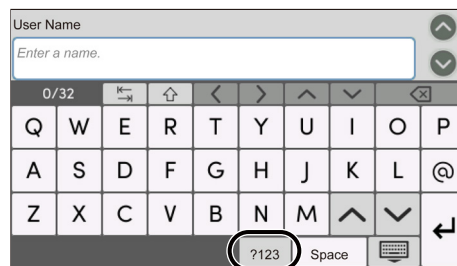 User Name
Enter a name.
0/32
Q W E R T Y U I O P
A S D F G H J K L @
Z X C V B N M
?123 Space